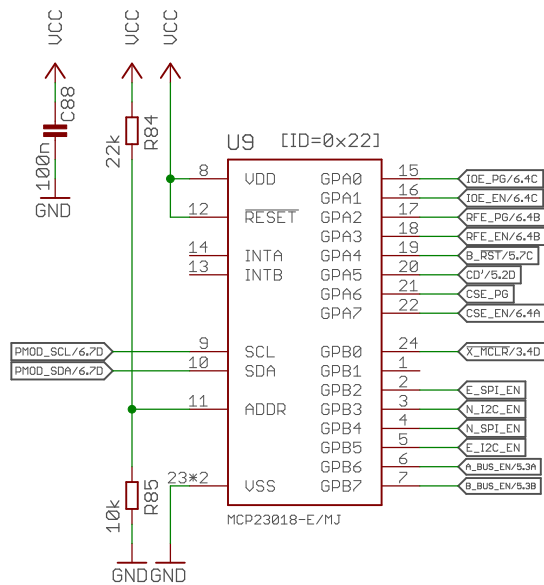 VCC
VCC
VCC
C88
100n
GND
22k
R84
U9 [ID=0x22]
8 VDD GPA0 15 IOE_PG/6.4C
GPA1 16 IOE_EN/6.4C
12 RESET GPA2 17 RFE_PG/6.4B
GPA3 18 RFE_EN/6.4B
14 INTA GPA4 19 B_RST/5.7C
13 INTB GPA5 20 CD'/5.2D
GPA6 21 CSE_PG
GPA7 22 CSE_EN/6.4A
PMOD_SCL/6.7D 9 SCL GPB0 24 X_MCLR/3.4D
PMOD_SDA/6.7D 10 SDA GPB1 1
GPB2 2 E_SPI_EN
11 ADDR GPB3 3 N_I2C_EN
GPB4 4 N_SPI_EN
GPB5 5 E_I2C_EN
GPB6 6 A_BUS_EN/5.3A
23*2 VSS GPB7 7 B_BUS_EN/5.3B
10k
R85
MCP23018-E/MJ
GND
GND